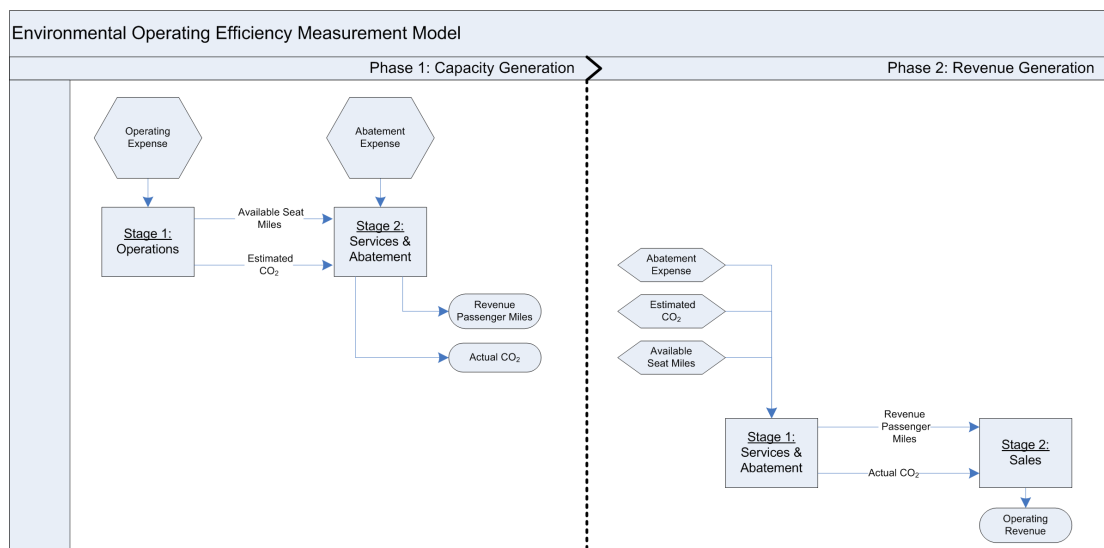 Environmental Operating Efficiency Measurement Model
Phase 1: Capacity Generation
Phase 2: Revenue Generation
Operating
Expense
Abatement
Expense
Stage 1:
Operations
Available Seat
Miles
Estimated
CO₂
Stage 2:
Services &
Abatement
Revenue
Passenger Miles
Actual CO₂
Abatement
Expense
Estimated
CO₂
Available
Seat Miles
Stage 1:
Services &
Abatement
Revenue
Passenger
Miles
Actual CO₂
Stage 2:
Sales
Operating
Revenue